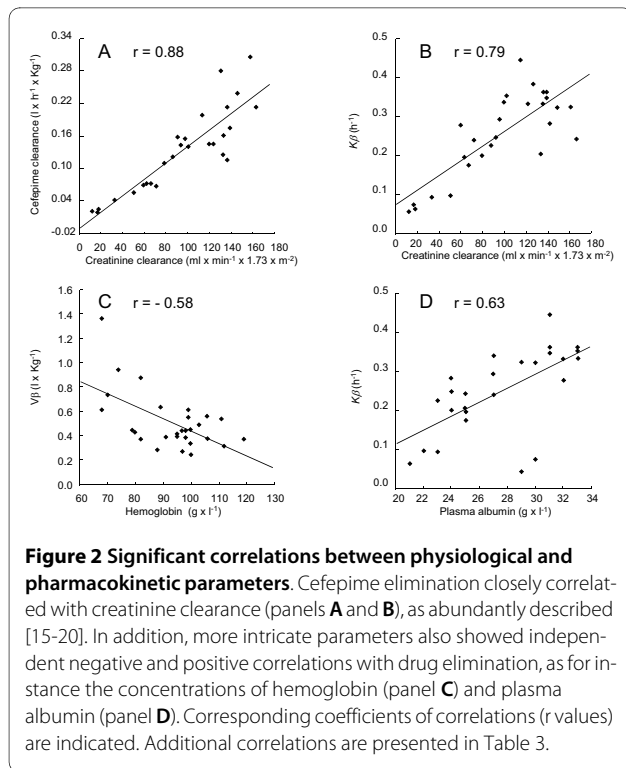 A r = 0.88
0.34
0.28
0.22
0.16
0.10
0.04
-0.02
Cefepime clearance (l x h⁻¹ x Kg⁻¹)
0 20 40 60 80 100 120 140 160 180
Creatinine clearance (ml x min⁻¹ x 1.73 x m⁻²)
B r = 0.79
0.5
0.4
0.3
0.2
0.1
0.0
Kβ (h⁻¹)
0 20 40 60 80 100 120 140 160 180
Creatinine clearance (ml x min⁻¹ x 1.73 x m⁻²)
C r = - 0.58
1.6
1.4
1.2
1.0
0.8
0.6
0.4
0.2
0.0
Vβ (l x Kg⁻¹)
60 70 80 90 100 110 120 130
Hemoglobin (g x l⁻¹)
D r = 0.63
0.5
0.4
0.3
0.2
0.1
0.0
Kβ (h⁻¹)
20 22 24 26 28 30 32 34
Plasma albumin (g x l⁻¹)
Figure 2 Significant correlations between physiological and
pharmacokinetic parameters. Cefepime elimination closely correlat-
ed with creatinine clearance (panels A and B), as abundantly described
[15-20]. In addition, more intricate parameters also showed indepen-
dent negative and positive correlations with drug elimination, as for in-
stance the concentrations of hemoglobin (panel C) and plasma
albumin (panel D). Corresponding coefficients of correlations (r values)
are indicated. Additional correlations are presented in Table 3.